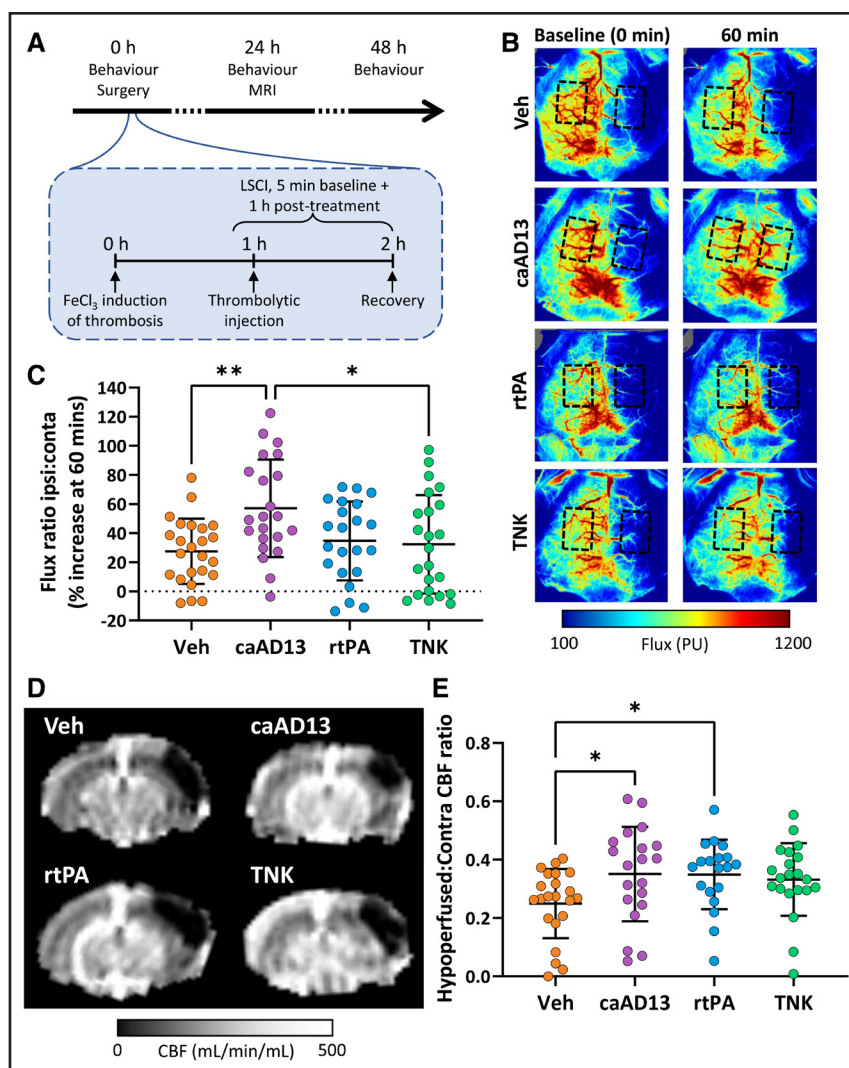 A
0 h
Behaviour
Surgery
24 h
Behaviour
MRI
48 h
Behaviour
LSCI, 5 min baseline +
1 h post-treatment
0 h
1 h
2 h
FeCl3 induction
of thrombosis
Thrombolytic
injection
Recovery
B
Baseline (0 min)
60 min
Veh
caAD13
rtPA
TNK
100
Flux (PU)
1200
C
Flux ratio ipsi:conta
(% increase at 60 mins)
140
120
100
80
60
40
20
0
-20
**
*
Veh
caAD13
rtPA
TNK
D
Veh
caAD13
rtPA
TNK
0
CBF (mL/min/mL)
500
E
Hypoperfused:Contra CBF ratio
0.8
0.6
0.4
0.2
0.0
*
*
Veh
caAD13
rtPA
TNK